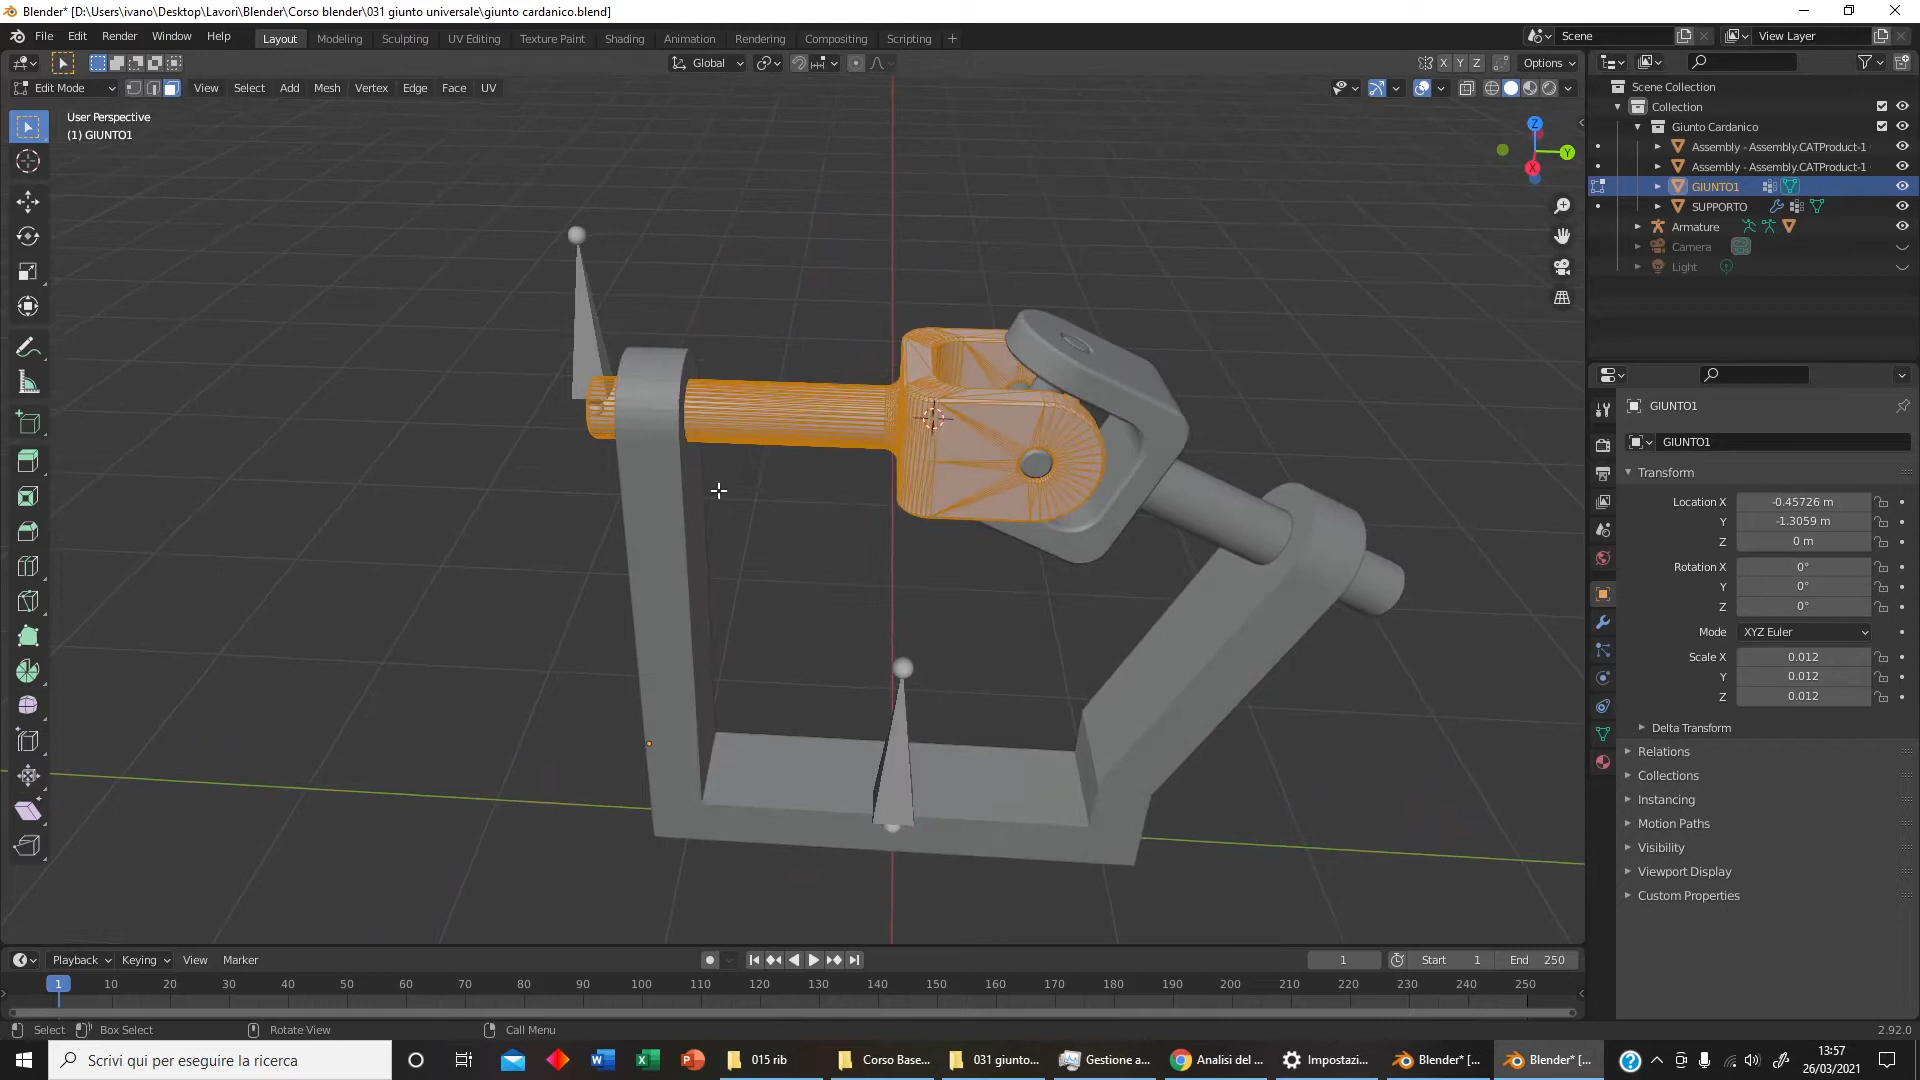 Blender* [D:\Users\ivano\Desktop\Lavori\Blender\Corso blender\031 giunto universale\giunto cardanico.blend]
File Edit Render Window Help Layout Modeling Sculpting UV Editing Texture Paint Shading Animation Rendering Compositing Scripting + Scene View Layer
Global X Y Z Options
Edit Mode View Select Add Mesh Vertex Edge Face UV
User Perspective
(1) GIUNTO1
Z
Y
X
Scene Collection
Collection
Giunto Cardanico
Assembly - Assembly.CATProduct-1
Assembly - Assembly.CATProduct-1
GIUNTO1
SUPPORTO
Armature
Camera
Light
GIUNTO1
GIUNTO1
Transform
Location X -0.45726 m
Y -1.3059 m
Z 0 m
Rotation X 0°
Y 0°
Z 0°
Mode XYZ Euler
Scale X 0.012
Y 0.012
Z 0.012
Delta Transform
Relations
Collections
Instancing
Motion Paths
Visibility
Viewport Display
Custom Properties
Playback Keying View Marker 1 Start 1 End 250
1 10 20 30 40 50 60 70 80 90 100 110 120 130 140 150 160 170 180 190 200 210 220 230 240 250
Select Box Select Rotate View Call Menu 2.92.0
Scrivi qui per eseguire la ricerca 015 rib Corso Base... 031 giunto... Gestione a... Analisi del ... Impostazi... Blender* [... Blender* [...
13:57
26/03/2021